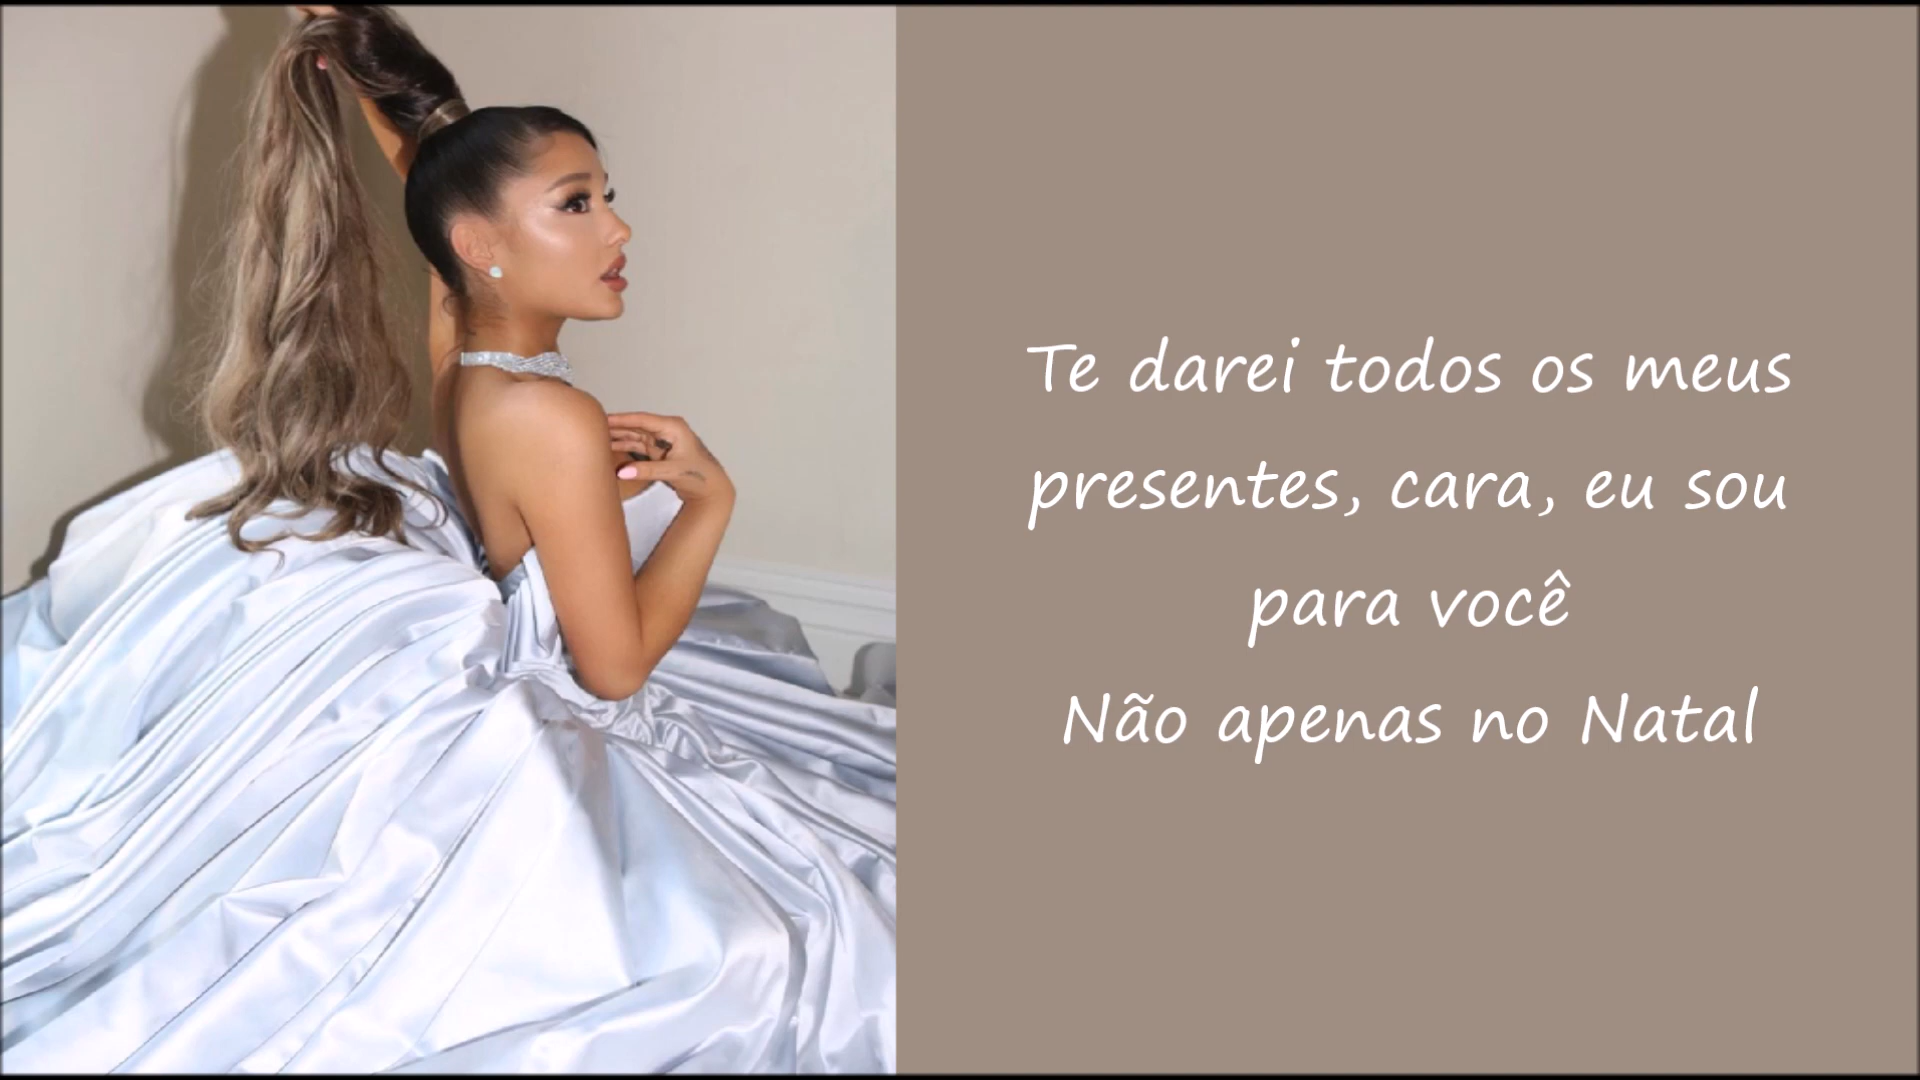 Te darei todos os meus
presentes, cara, eu sou
para você
Não apenas no Natal